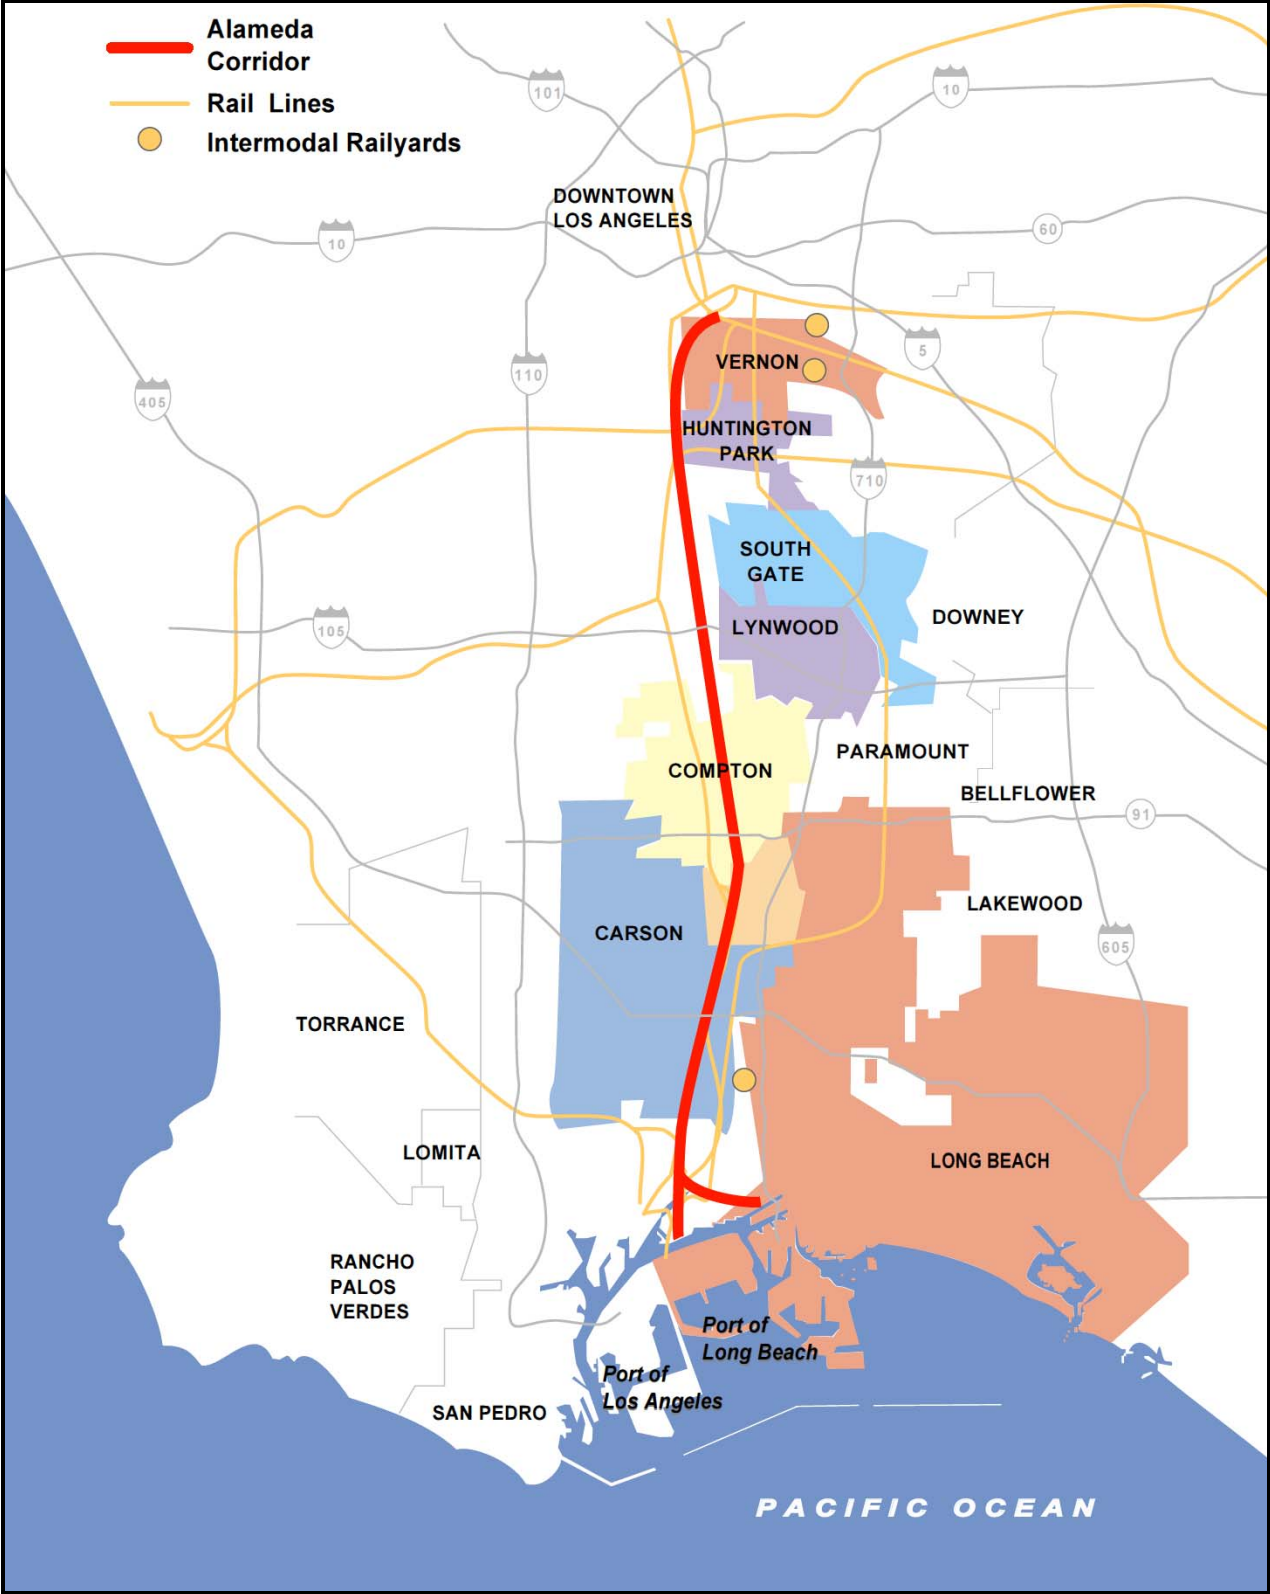 Alameda
Corridor
Rail Lines
Intermodal Railyards
101
10
DOWNTOWN
LOS ANGELES
10
60
VERNON
5
110
405
HUNTINGTON
PARK
710
SOUTH
GATE
DOWNEY
105
LYNWOOD
PARAMOUNT
COMPTON
BELLFLOWER
91
LAKEWOOD
CARSON
605
TORRANCE
LOMITA
LONG BEACH
RANCHO
PALOS
VERDES
Port of
Long Beach
Port of
Los Angeles
SAN PEDRO
PACIFIC OCEAN